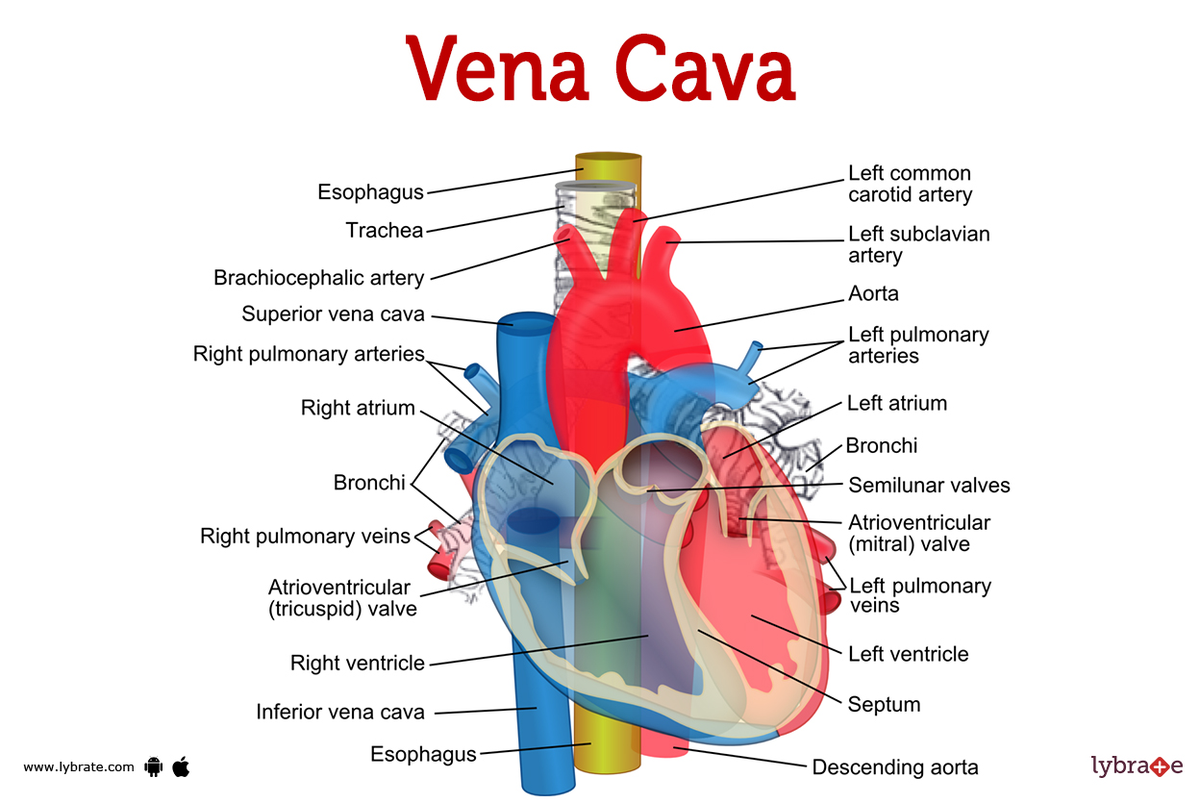 Vena Cava
Esophagus
Trachea
Brachiocephalic artery
Superior vena cava
Right pulmonary arteries
Right atrium
Bronchi
Right pulmonary veins
Atrioventricular
(tricuspid) valve
Right ventricle
Inferior vena cava
Esophagus
Left common
carotid artery
Left subclavian
artery
Aorta
Left pulmonary
arteries
Left atrium
Bronchi
Semilunar valves
Atrioventricular
(mitral) valve
Left pulmonary
veins
Left ventricle
Septum
Descending aorta
www.lybrate.com
lybrate